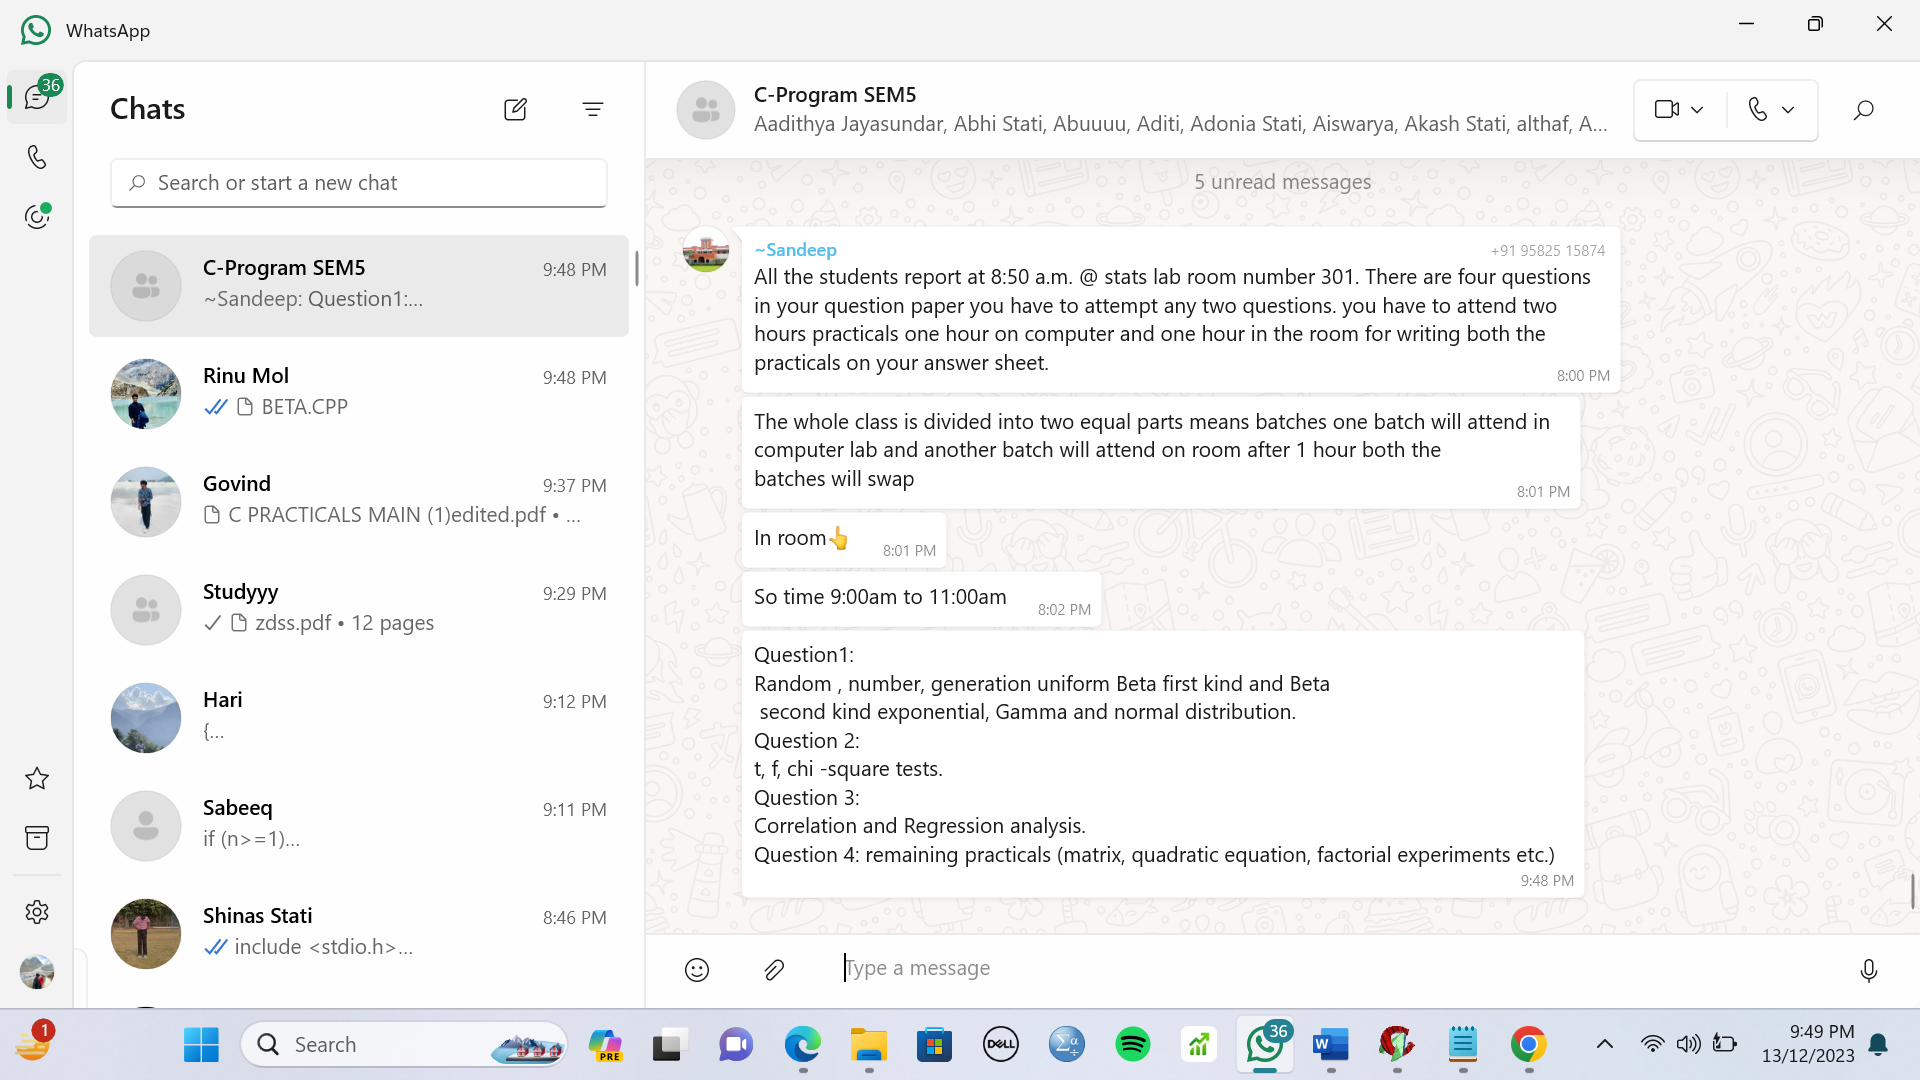 WhatsApp
36
Chats
Search or start a new chat
C-Program SEM5
9:48 PM
~Sandeep: Question1:...
Rinu Mol
9:48 PM
BETA.CPP
Govind
9:37 PM
C PRACTICALS MAIN (1)edited.pdf • ...
Studyyy
9:29 PM
zdss.pdf • 12 pages
Hari
9:12 PM
{...
Sabeeq
9:11 PM
if (n>=1)...
Shinas Stati
8:46 PM
include <stdio.h>...
C-Program SEM5
Aadithya Jayasundar, Abhi Stati, Abuuuu, Aditi, Adonia Stati, Aiswarya, Akash Stati, althaf, A...
5 unread messages
~Sandeep
+91 95825 15874
All the students report at 8:50 a.m. @ stats lab room number 301. There are four questions
in your question paper you have to attempt any two questions. you have to attend two
hours practicals one hour on computer and one hour in the room for writing both the
practicals on your answer sheet.
8:00 PM
The whole class is divided into two equal parts means batches one batch will attend in
computer lab and another batch will attend on room after 1 hour both the
batches will swap
8:01 PM
In room👆
8:01 PM
So time 9:00am to 11:00am
8:02 PM
Question1:
Random , number, generation uniform Beta first kind and Beta
second kind exponential, Gamma and normal distribution.
Question 2:
t, f, chi -square tests.
Question 3:
Correlation and Regression analysis.
Question 4: remaining practicals (matrix, quadratic equation, factorial experiments etc.)
9:48 PM
Type a message
1
Search
PRE
DELL
Σα
36
W
9:49 PM
13/12/2023